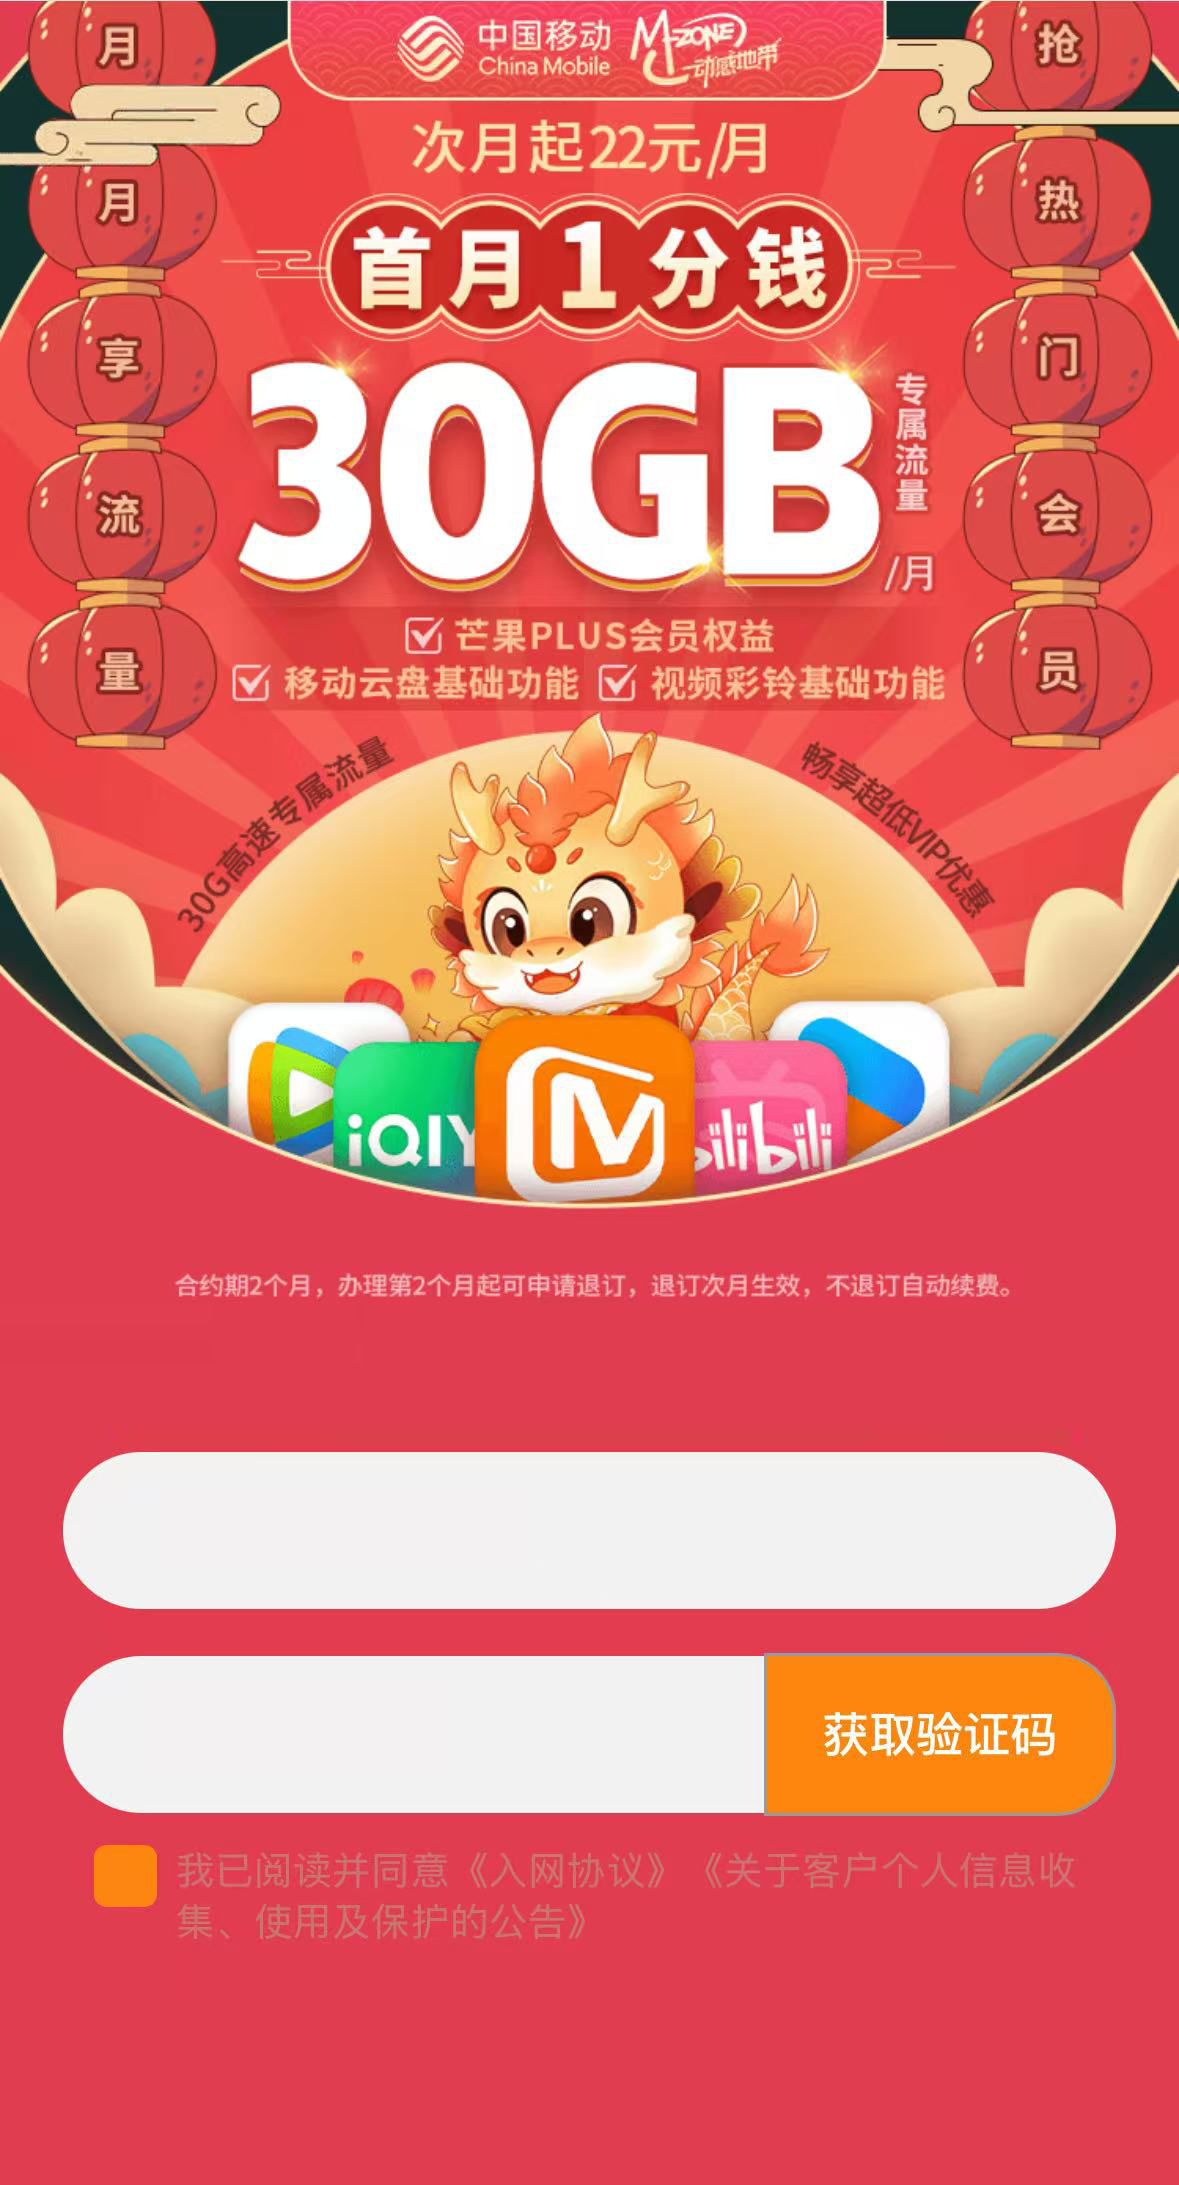 中国移动
China Mobile
M-ZONE
动感地带
次月起22元/月
首月1分钱
30GB
专属流量
/月
月月享流量
抢热门会员
芒果PLUS会员权益
移动云盘基础功能 视频彩铃基础功能
30G高速专属流量
畅享超低VIP优惠
iQIY
bilibili
合约期2个月，办理第2个月起可申请退订，退订次月生效，不退订自动续费。
获取验证码
我已阅读并同意《入网协议》《关于客户个人信息收
集、使用及保护的公告》